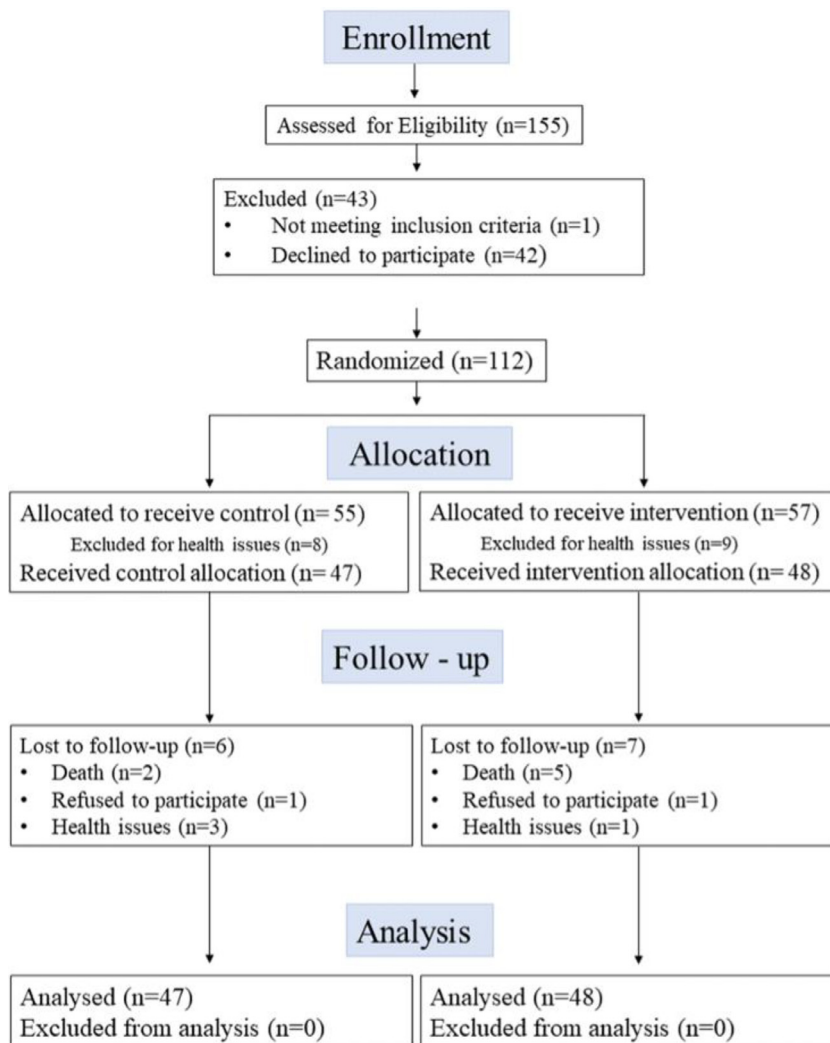 Enrollment
Assessed for Eligibility (n=155)
Excluded (n=43)
• Not meeting inclusion criteria (n=1)
• Declined to participate (n=42)
Randomized (n=112)
Allocation
Allocated to receive control (n= 55)
Excluded for health issues (n=8)
Received control allocation (n= 47)
Allocated to receive intervention (n=57)
Excluded for health issues (n=9)
Received intervention allocation (n= 48)
Follow - up
Lost to follow-up (n=6)
• Death (n=2)
• Refused to participate (n=1)
• Health issues (n=3)
Lost to follow-up (n=7)
• Death (n=5)
• Refused to participate (n=1)
• Health issues (n=1)
Analysis
Analysed (n=47)
Excluded from analysis (n=0)
Analysed (n=48)
Excluded from analysis (n=0)